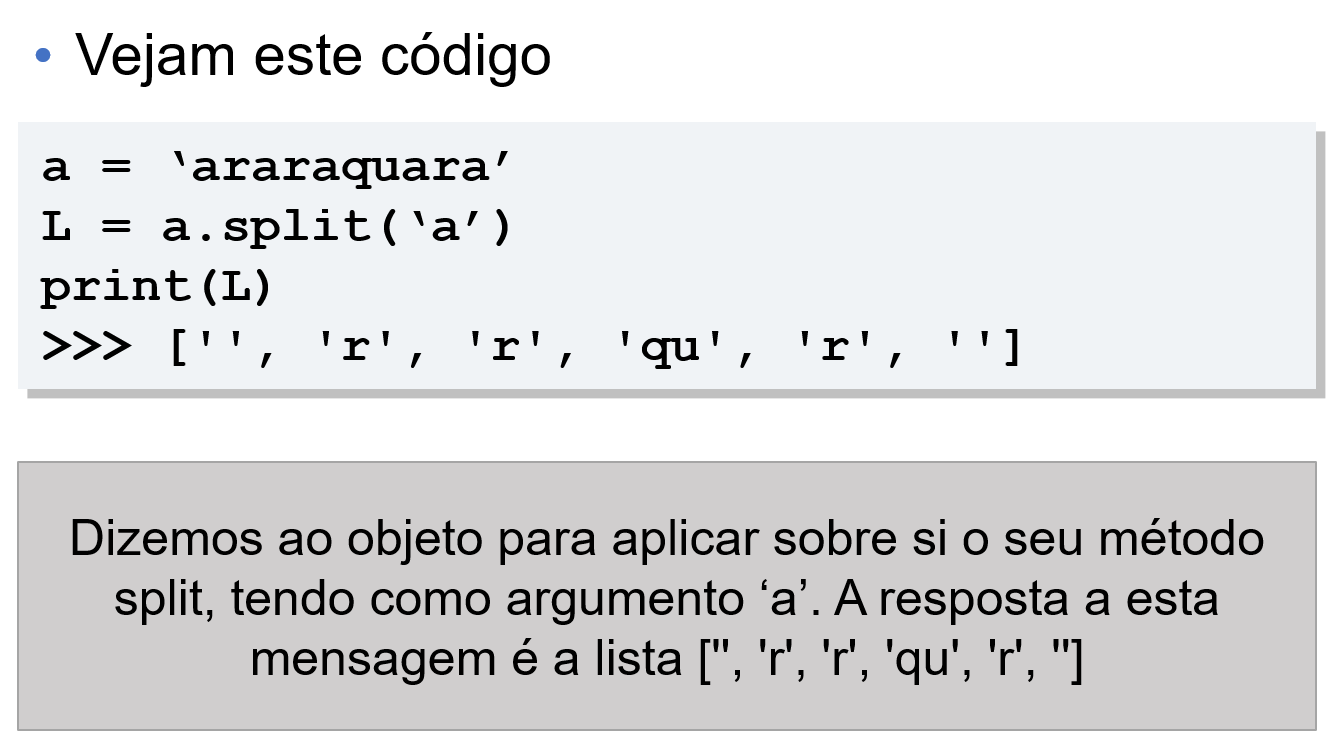 • Vejam este código
a = ‘araraquara’
L = a.split(‘a’)
print(L)
>>> ['', 'r', 'r', 'qu', 'r', '']
Dizemos ao objeto para aplicar sobre si o seu método
split, tendo como argumento ‘a’. A resposta a esta
mensagem é a lista ['', 'r', 'r', 'qu', 'r', '']